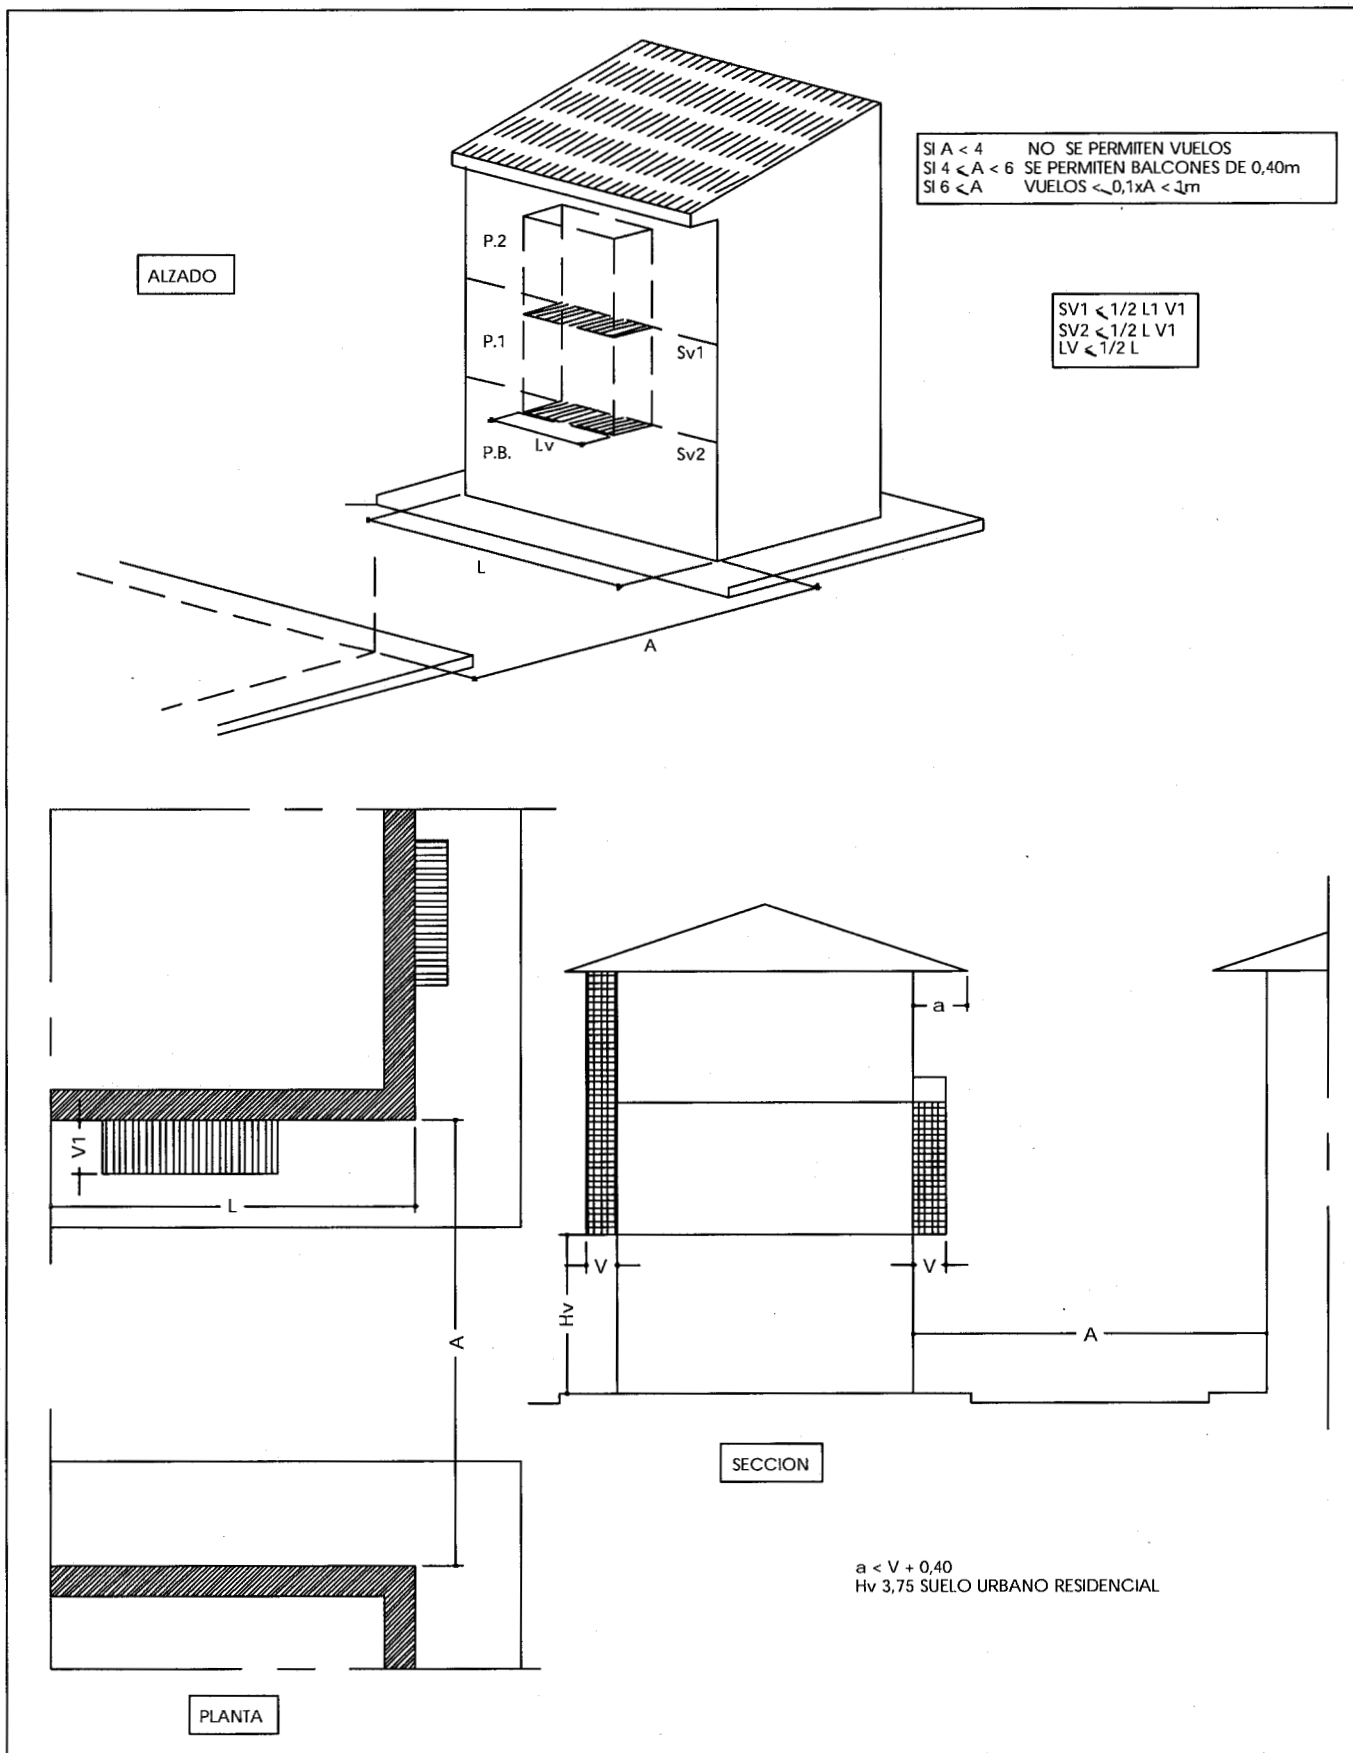 SI A < 4 NO SE PERMITEN VUELOS
SI 4 ⩽ A < 6 SE PERMITEN BALCONES DE 0,40m
SI 6 ⩽ A VUELOS ⩽ 0,1xA ⩽ 1m
ALZADO
P.2
SV1 ⩽ 1/2 L1 V1
SV2 ⩽ 1/2 L V1
LV ⩽ 1/2 L
P.1
Sv1
Lv
P.B.
Sv2
L
A
a
V1
L
V
V
Hv
A
A
SECCION
a < V + 0,40
Hv 3,75 SUELO URBANO RESIDENCIAL
PLANTA